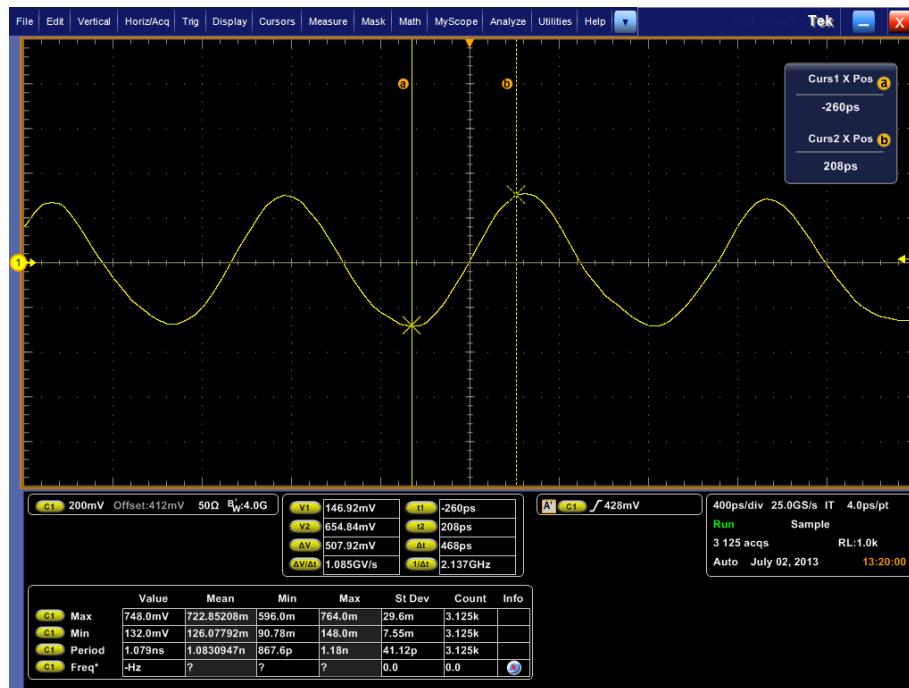 File Edit Vertical Horiz/Acq Trig Display Cursors Measure Mask Math MyScope Analyze Utilities Help Tek X
a b
Curs1 X Pos a
-260ps
Curs2 X Pos b
208ps
1
C1 200mV Offset:412mV 50Ω BW:4.0G
V1 146.92mV t1 -260ps
V2 654.84mV t2 208ps
ΔV 507.92mV Δt 468ps
ΔV/Δt 1.085GV/s 1/Δt 2.137GHz
A' C1 428mV
400ps/div 25.0GS/s IT 4.0ps/pt
Run Sample
3 125 acqs RL:1.0k
Auto July 02, 2013 13:20:00
Value Mean Min Max St Dev Count Info
C1 Max 748.0mV 722.85208m 596.0m 764.0m 29.6m 3.125k
C1 Min 132.0mV 126.07792m 90.78m 148.0m 7.55m 3.125k
C1 Period 1.079ns 1.0830947n 867.6p 1.18n 41.12p 3.125k
C1 Freq* -Hz ? ? ? 0.0 0.0